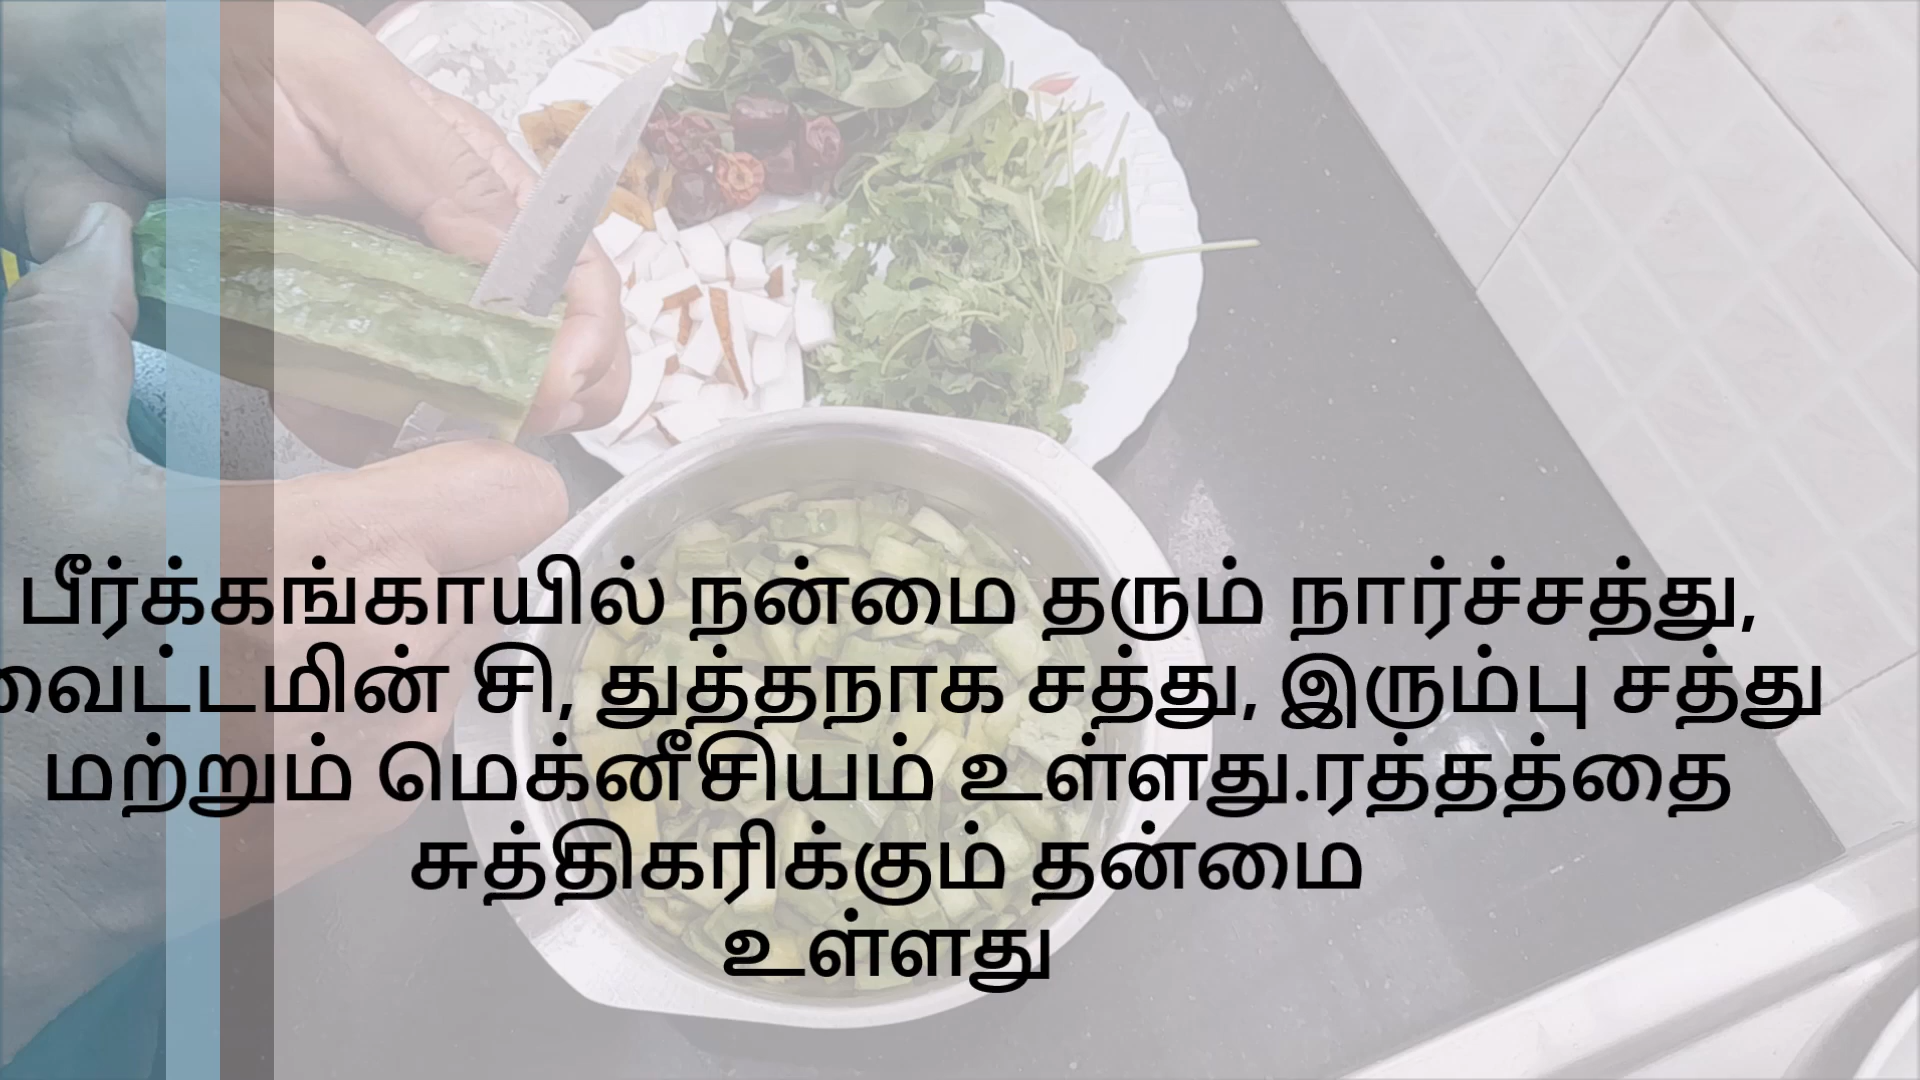 பீர்க்கங்காயில் நன்மை தரும் நார்ச்சத்து,
வைட்டமின் சி, துத்தநாக சத்து, இரும்பு சத்து
மற்றும் மெக்னீசியம் உள்ளது.ரத்தத்தை
சுத்திகரிக்கும் தன்மை
உள்ளது